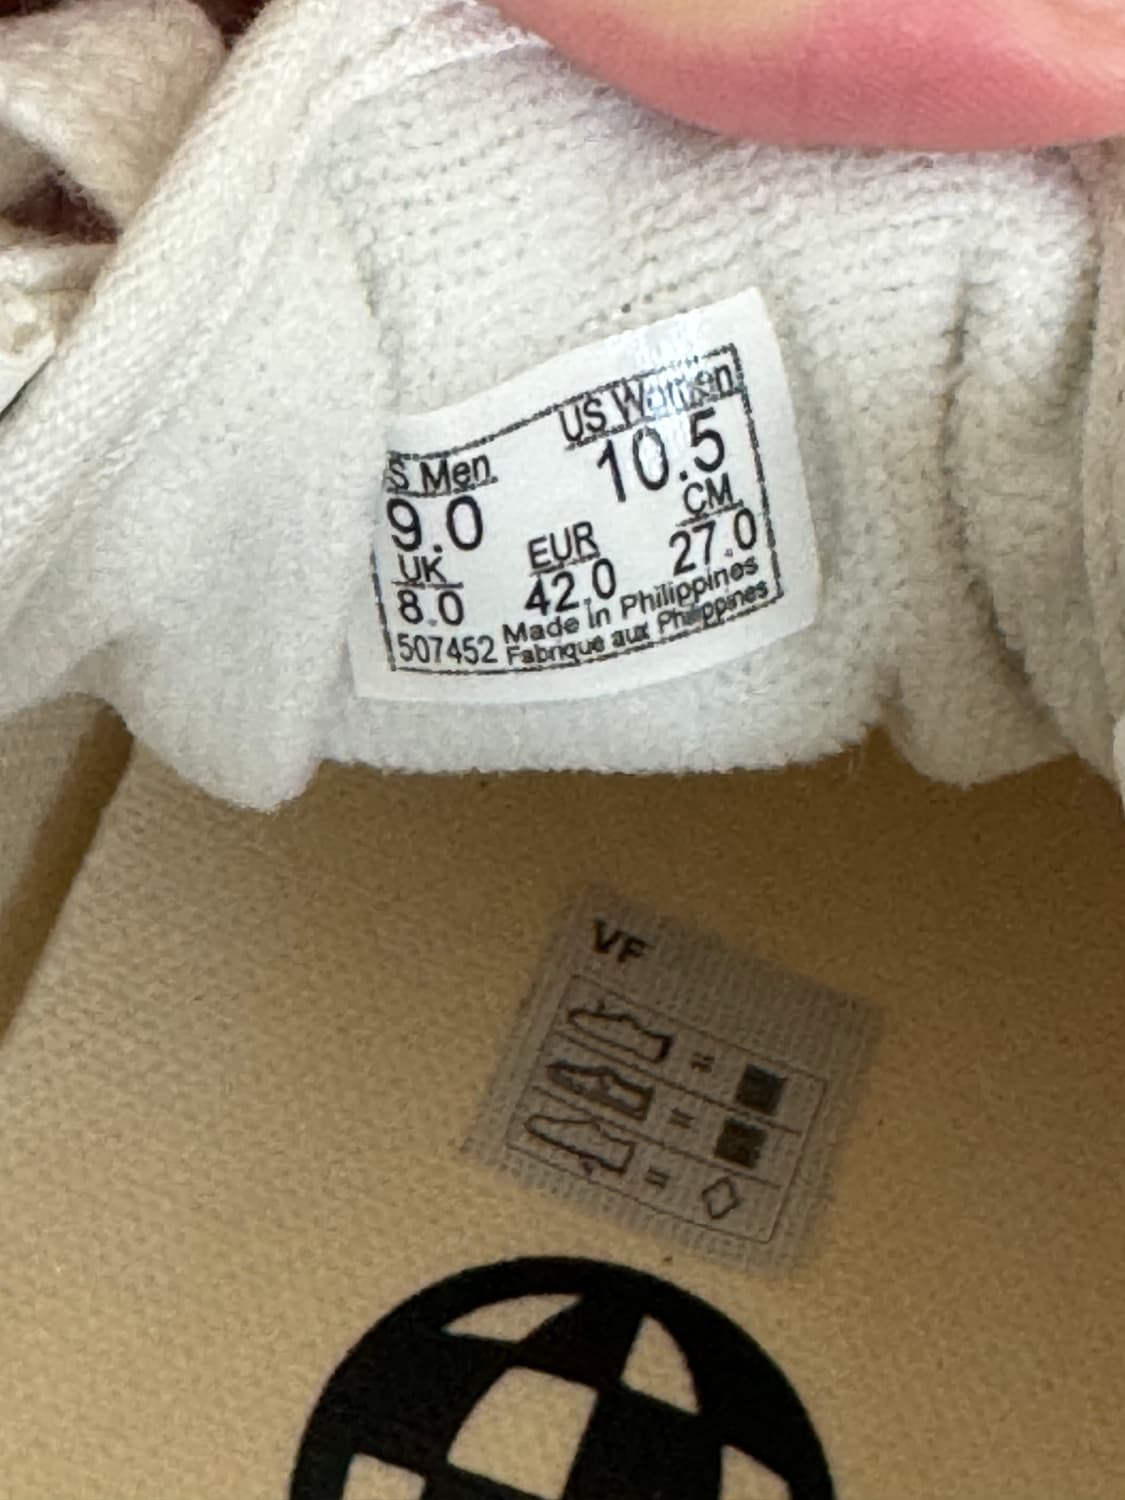 S Men US Women
9.0 10.5
UK EUR CM
8.0 42.0 27.0
507452 Made in Philippines
Fabrique aux Philippines
VF
= 
=
=